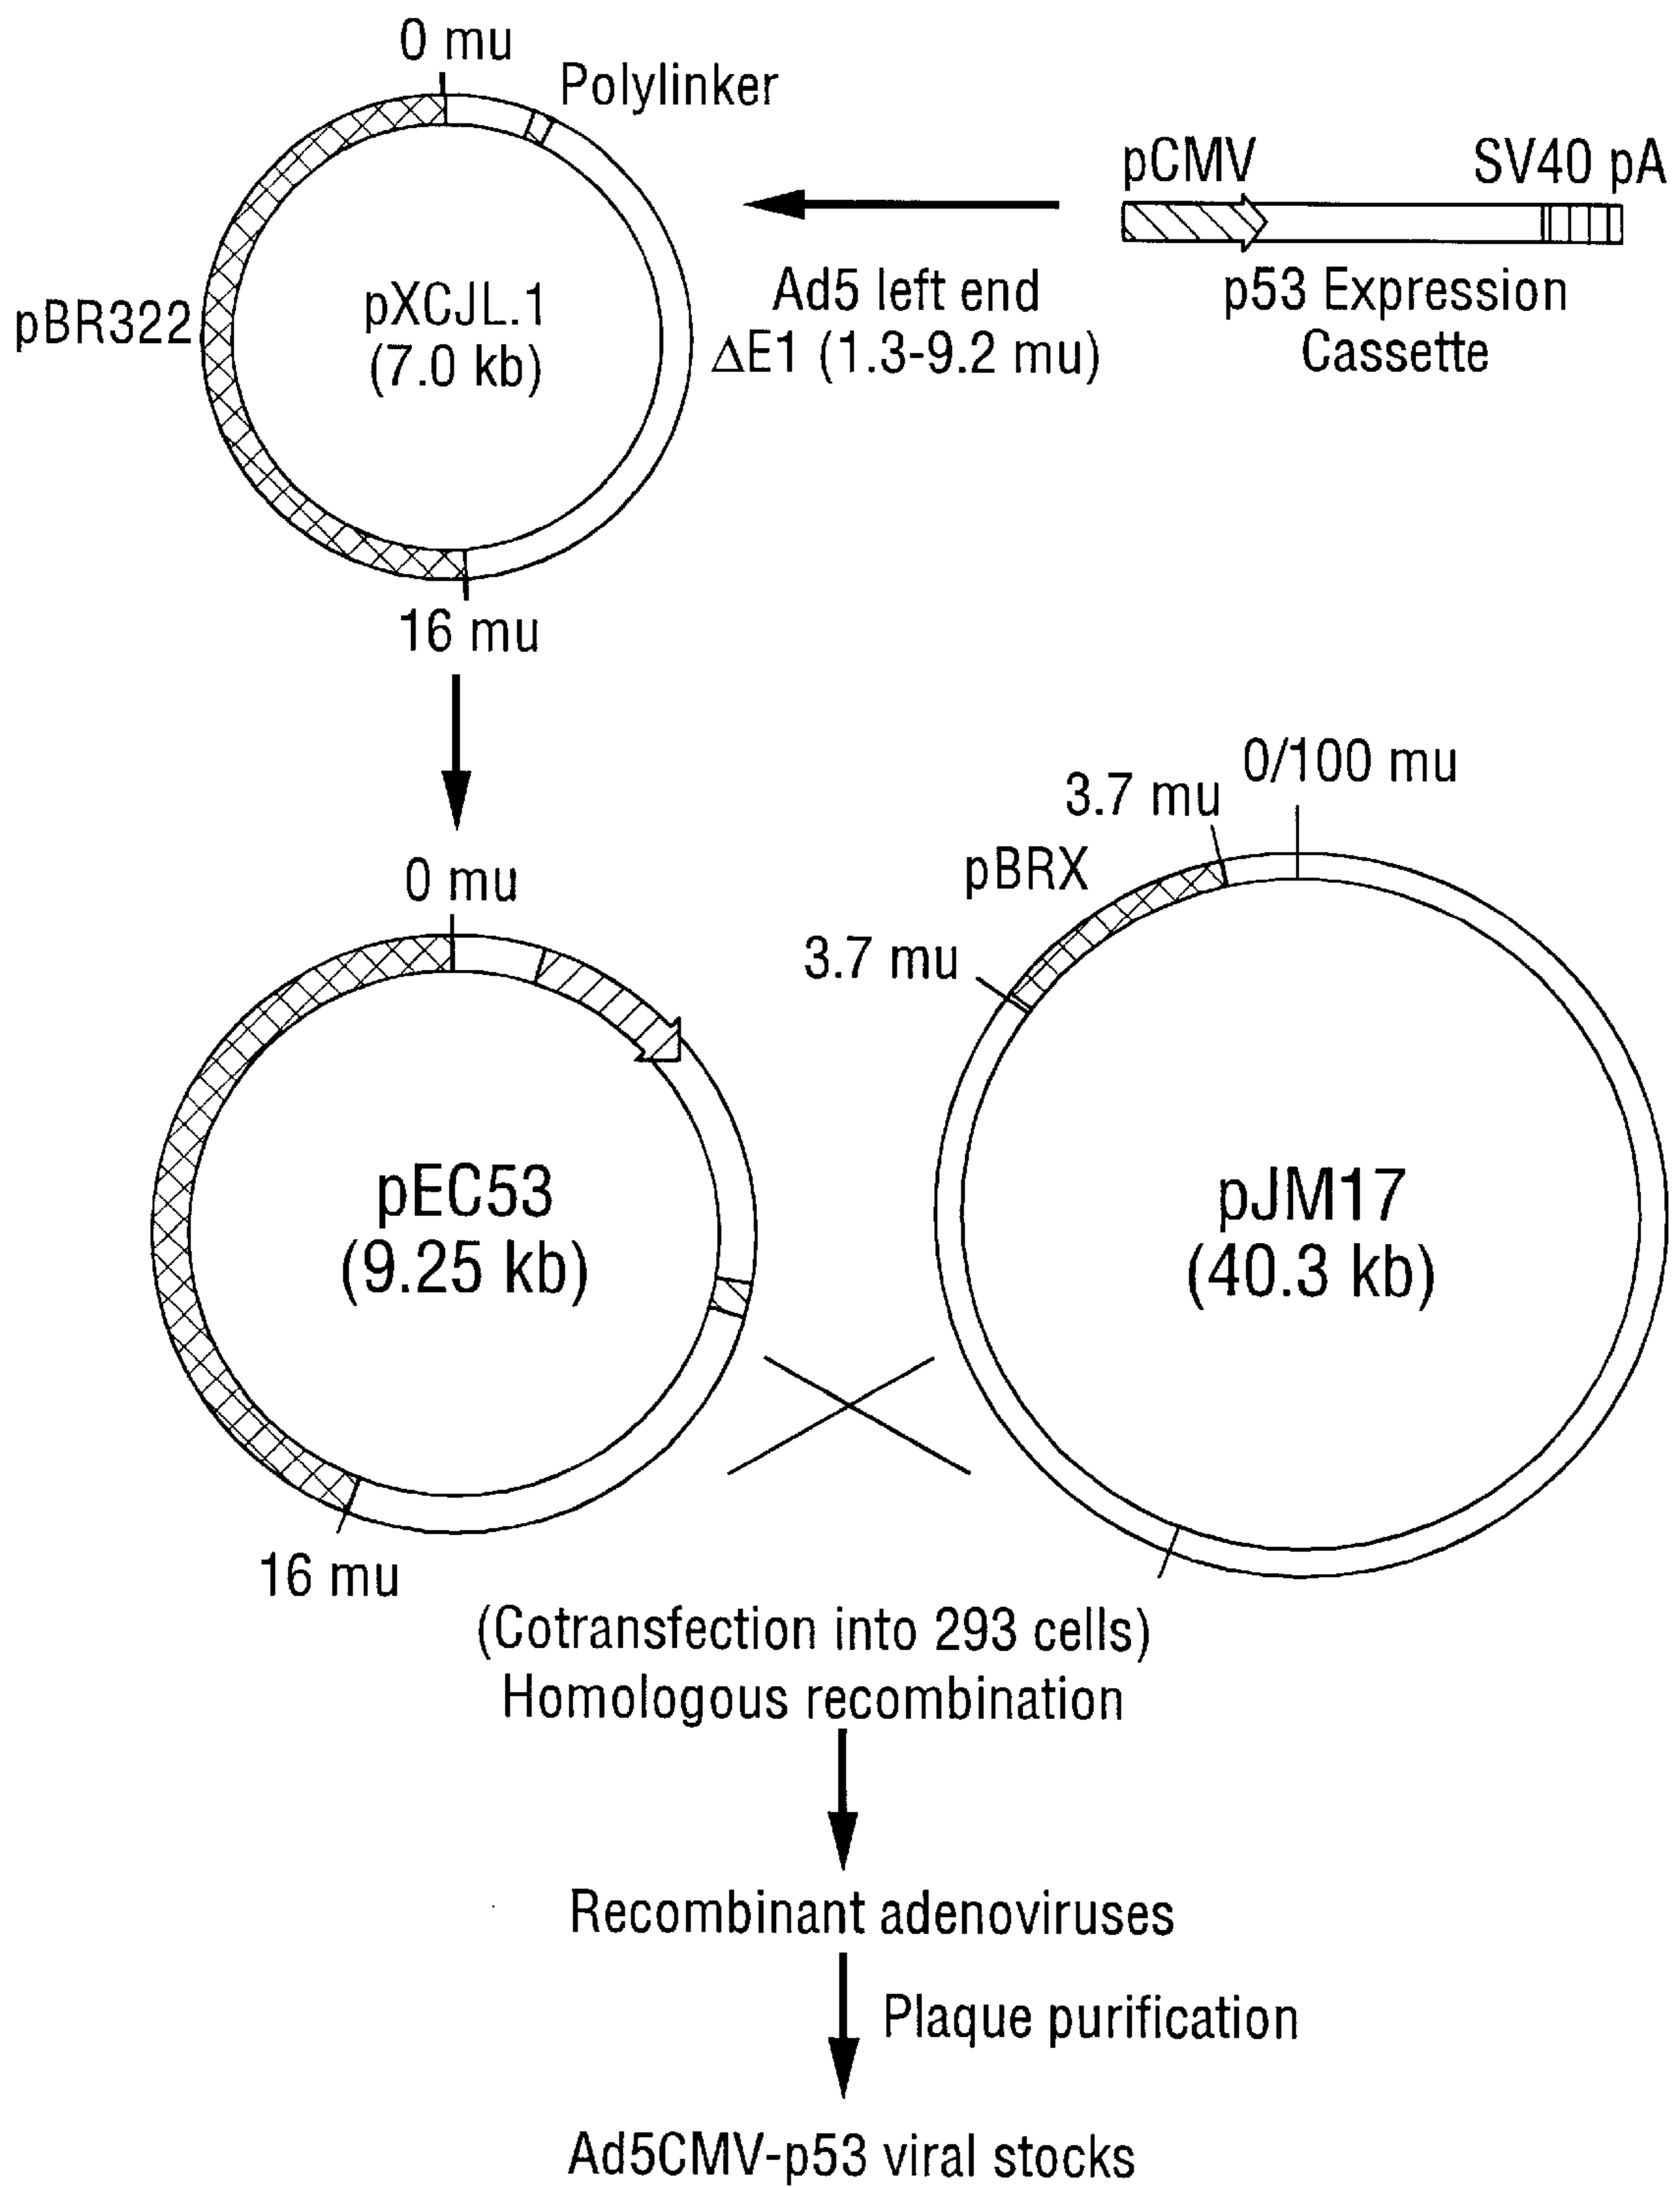 0 mu
Polylinker
pBR322
pXCJL.1
(7.0 kb)
16 mu
Ad5 left end
ΔE1 (1.3-9.2 mu)
pCMV
SV40 pA
p53 Expression
Cassette
0 mu
pEC53
(9.25 kb)
16 mu
0/100 mu
3.7 mu
pBRX
3.7 mu
pJM17
(40.3 kb)
(Cotransfection into 293 cells)
Homologous recombination
Recombinant adenoviruses
Plaque purification
Ad5CMV-p53 viral stocks